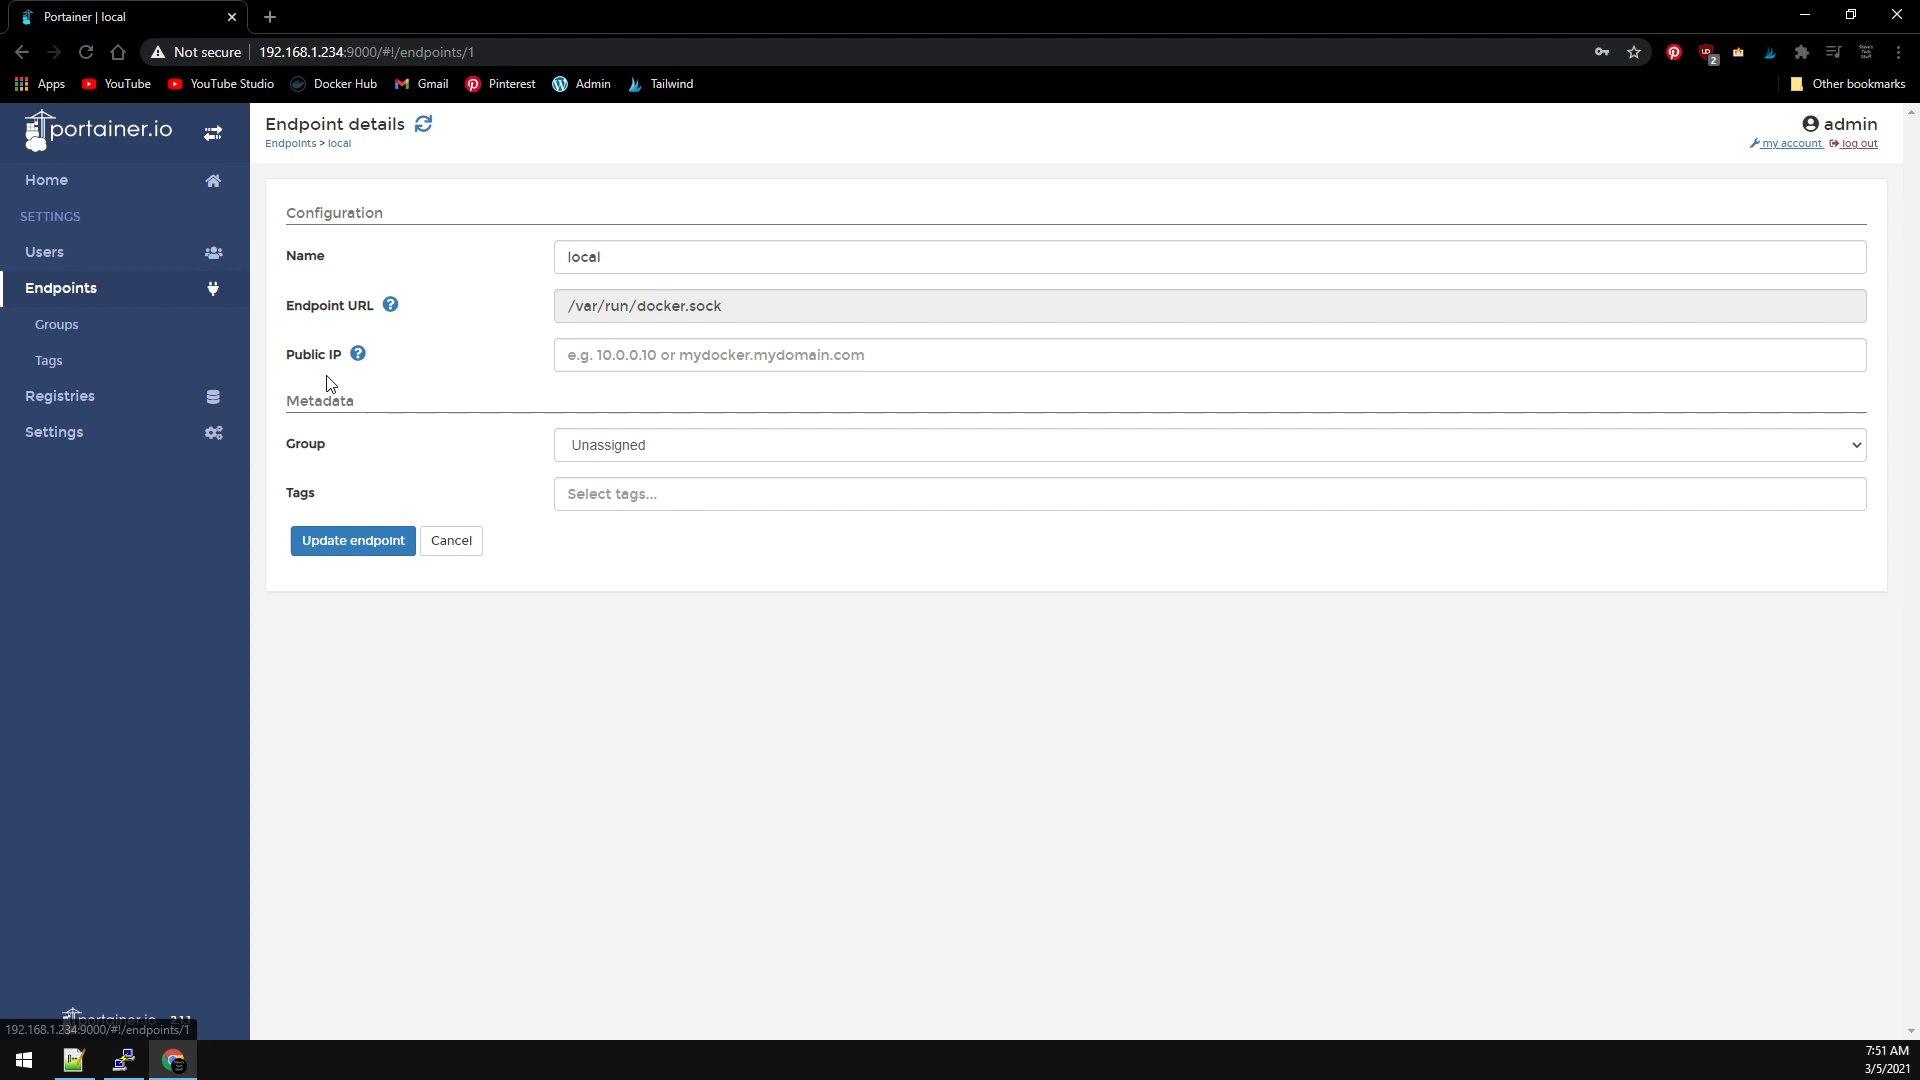 Portainer | local
Not secure
192.168.1.234:9000/#!/endpoints/1
2
Apps
YouTube
YouTube Studio
Docker Hub
Gmail
Pinterest
Admin
Tailwind
Other bookmarks
portainer.io
Endpoint details
admin
Endpoints > local
my account
log out
Home
SETTINGS
Users
Endpoints
Groups
Tags
Registries
Settings
Configuration
Name
local
Endpoint URL
/var/run/docker.sock
Public IP
e.g. 10.0.0.10 or mydocker.mydomain.com
Metadata
Group
Unassigned
Tags
Select tags...
Update endpoint
Cancel
portainer.io
192.168.1.234:9000/#!/endpoints/1
7:51 AM
3/5/2021